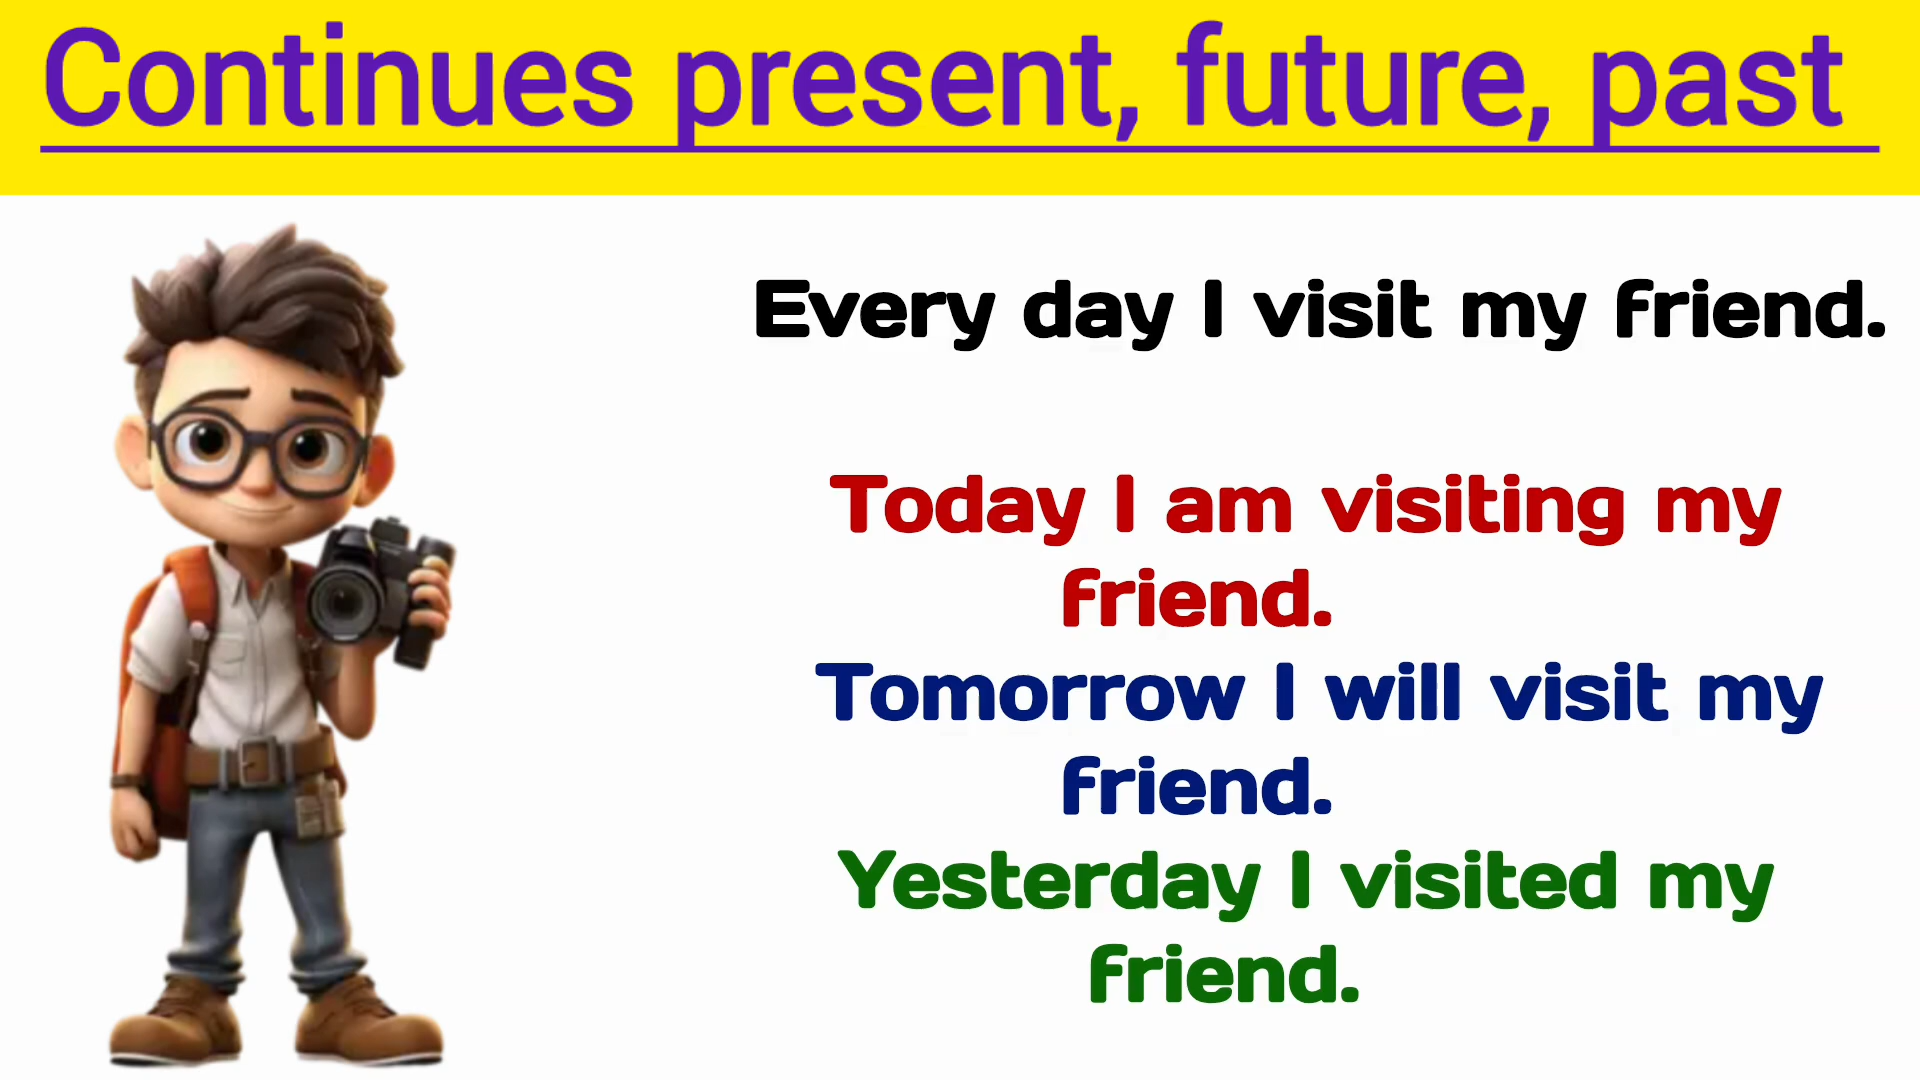 Continues present, future, past
Every day I visit my friend.
Today I am visiting my
friend.
Tomorrow I will visit my
friend.
Yesterday I visited my
friend.